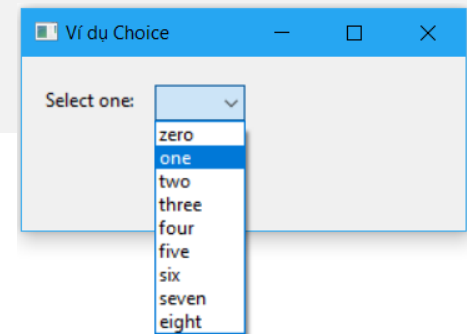 Ví dụ Choice
Select one:
zero
one
two
three
four
five
six
seven
eight